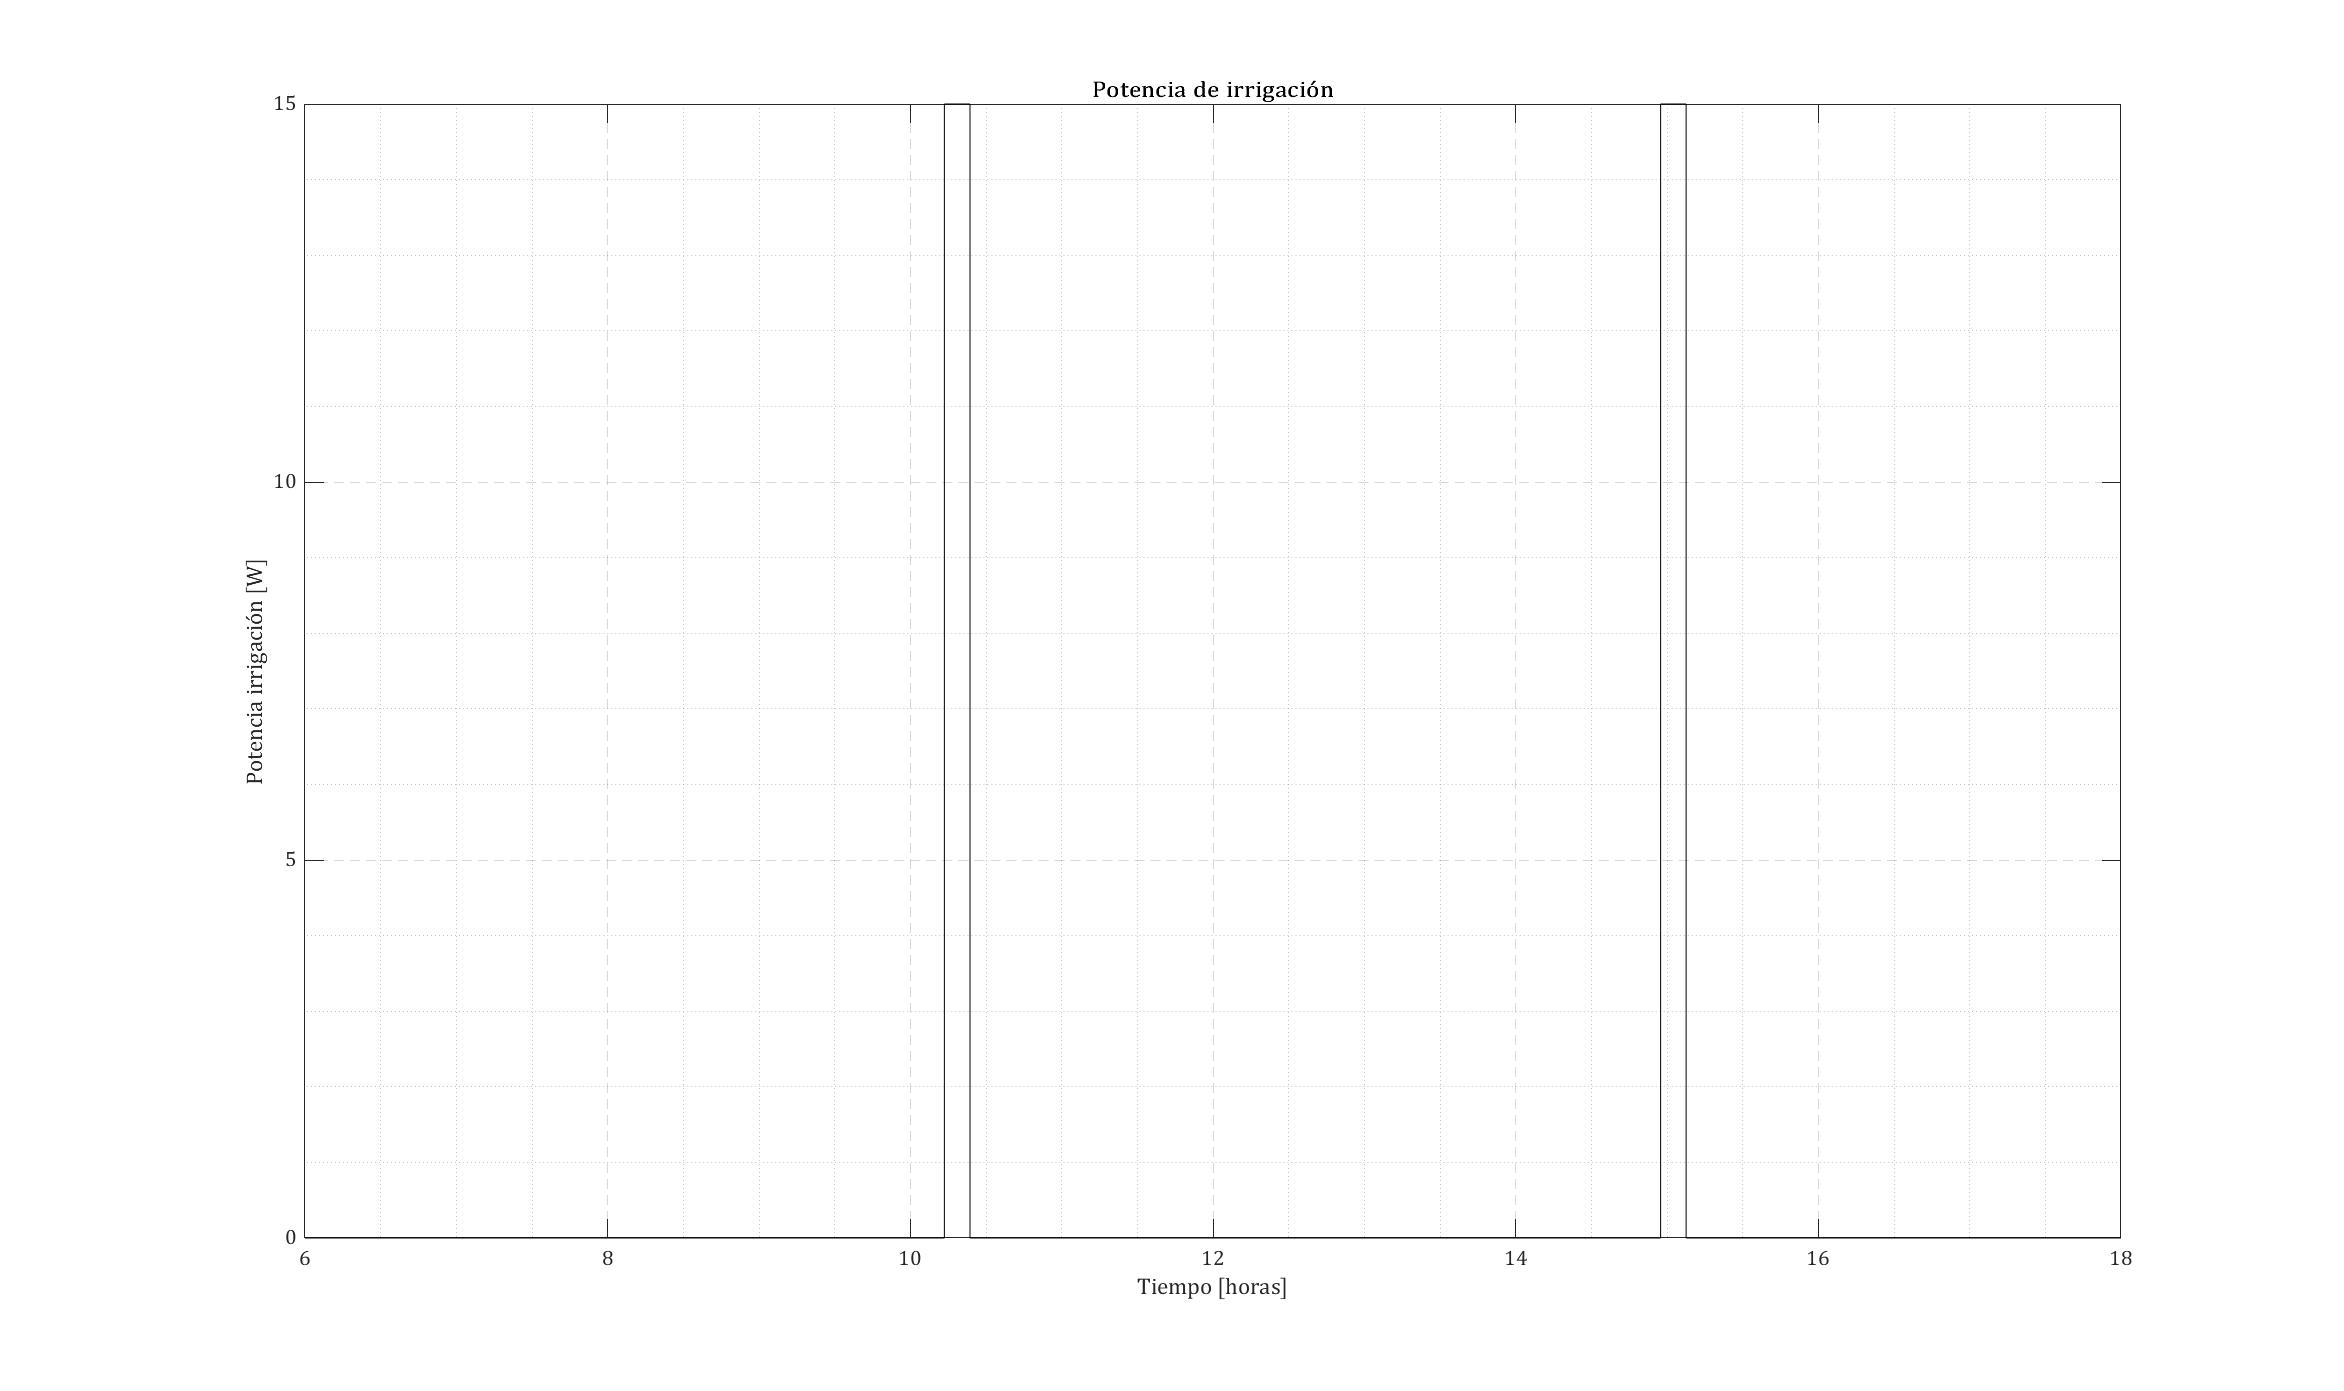 Potencia de irrigación
15
10
5
0
Potencia irrigación [W]
6 8 10 12 14 16 18
Tiempo [horas]